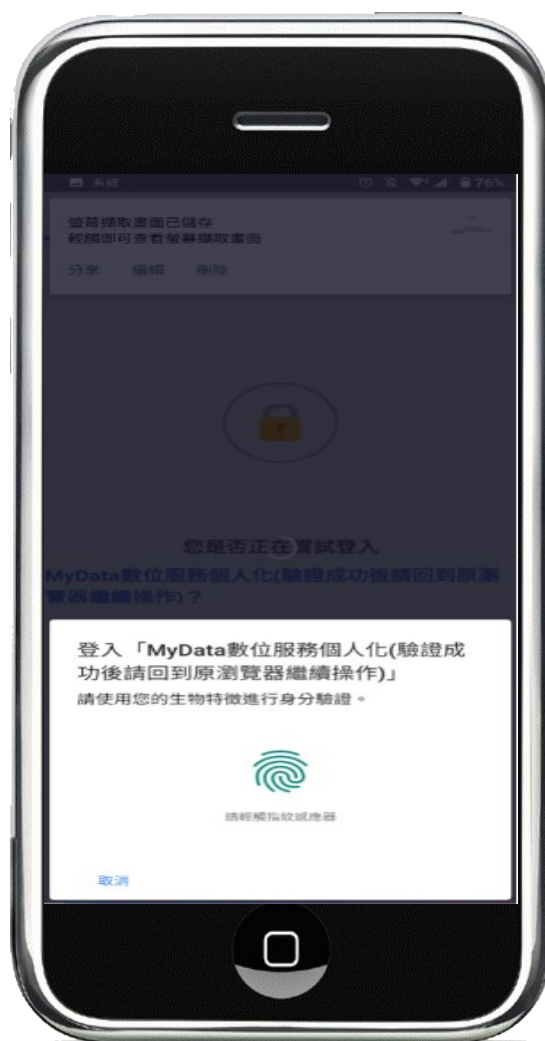 系統 76%
螢幕擷取畫面已儲存
輕觸即可查看螢幕擷取畫面
分享 編輯 刪除
您是否正在嘗試登入
MyData數位服務個人化(驗證成功後請回到原瀏
覽器繼續操作)？
登入「MyData數位服務個人化(驗證成
功後請回到原瀏覽器繼續操作)」
請使用您的生物特徵進行身分驗證。
請輕觸指紋感應器
取消